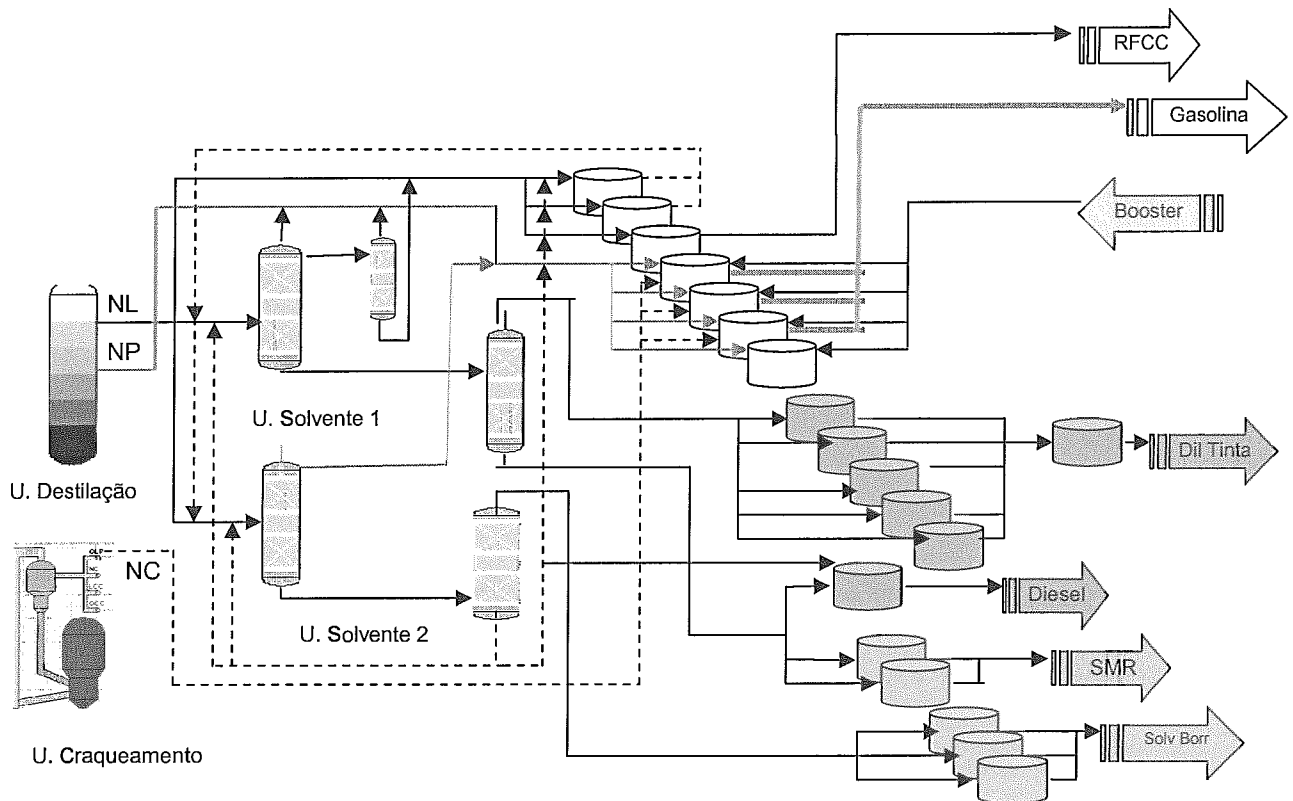 RFCC
Gasolina
Booster
NL
NP
U. Solvente 1
Dil Tinta
U. Destilação
NC
Diesel
U. Solvente 2
SMR
Solv Borr
U. Craqueamento